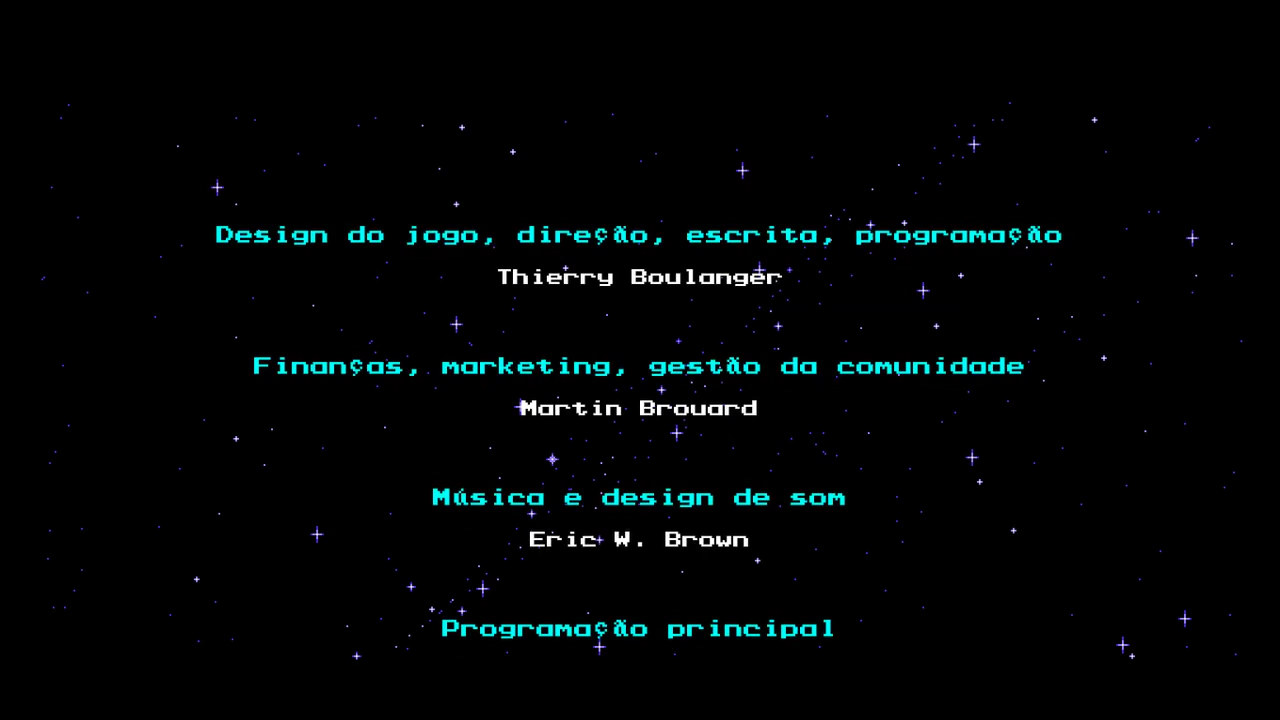 Design do jogo, direção, escrita, programação
Thierry Boulanger
Finanças, marketing, gestão da comunidade
Martin Brouard
Música e design de som
Eric W. Brown
Programação principal